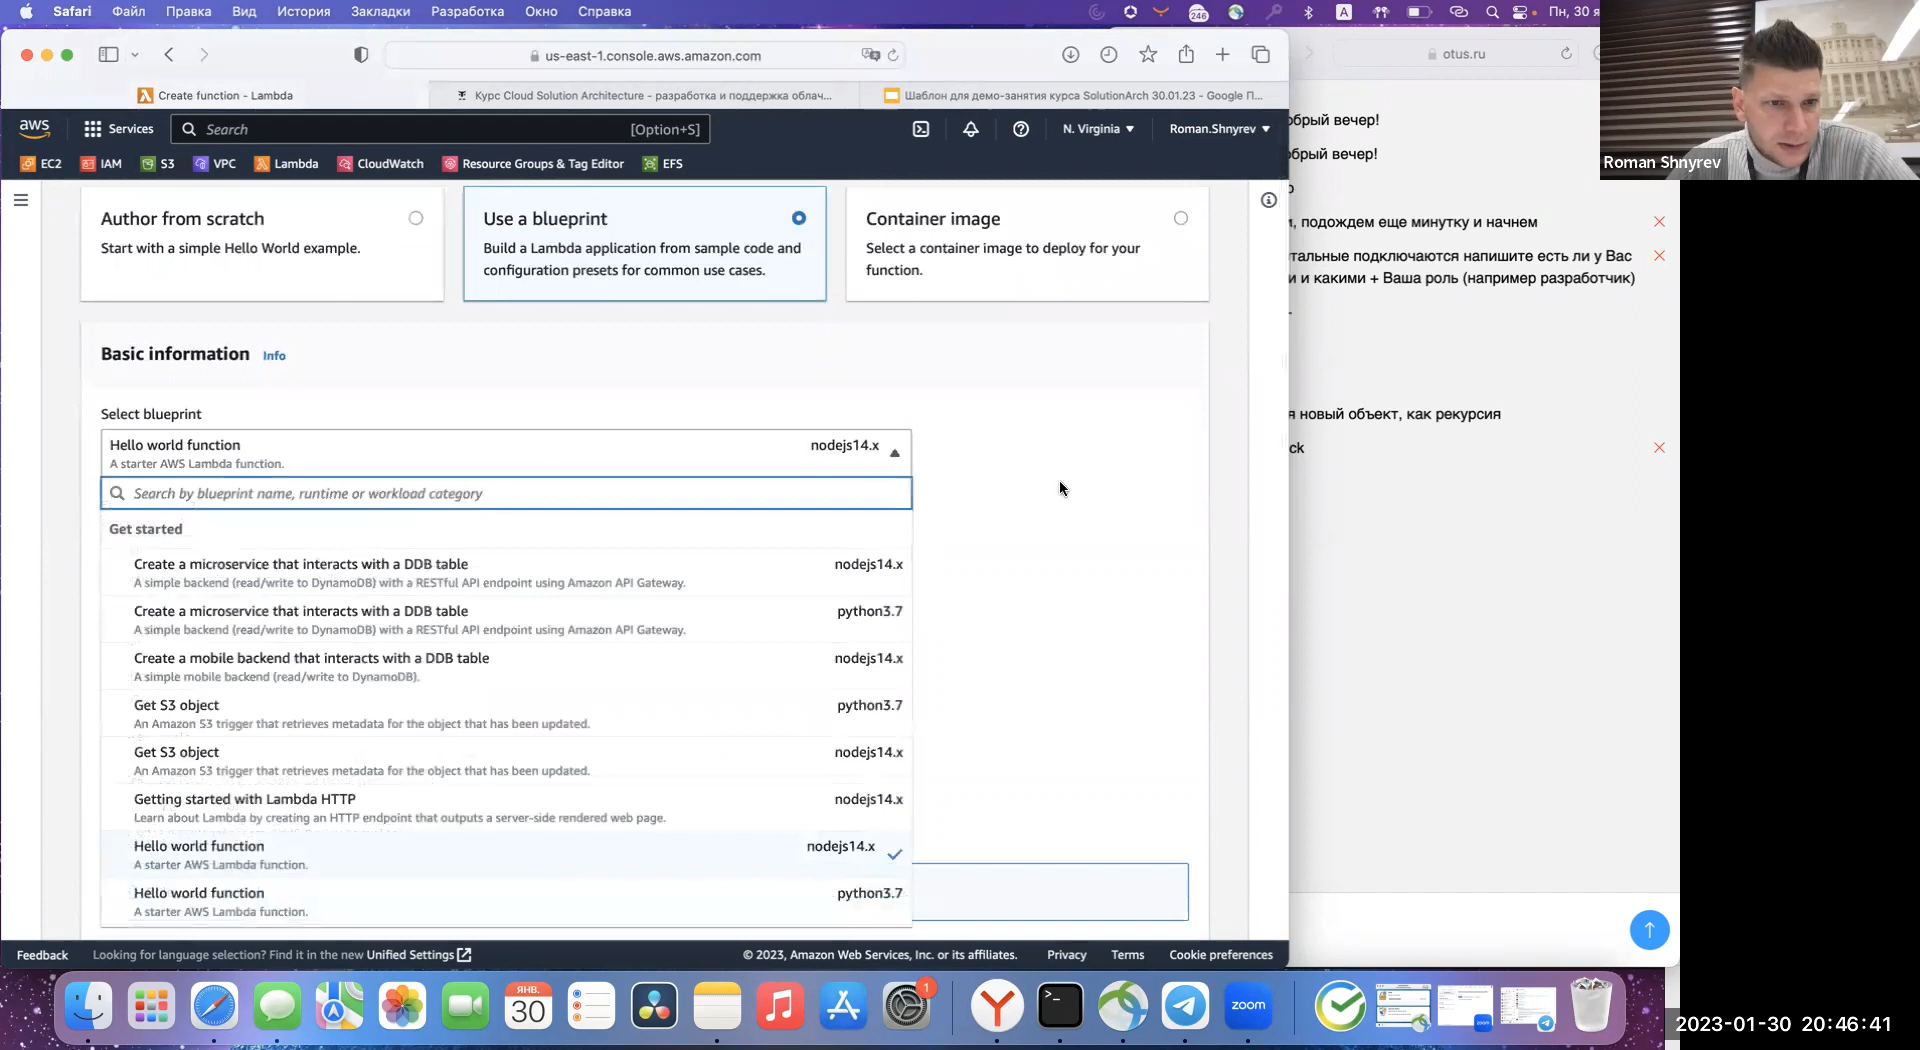 Safari Файл Правка Вид История Закладки Разработка Окно Справка
246
A
Пн, 30 я
us-east-1.console.aws.amazon.com
otus.ru
Create function - Lambda
Курс Cloud Solution Architecture - разработка и поддержка облач...
Шаблон для демо-занятия курса SolutionArch 30.01.23 - Google П...
aws
Services
Search
[Option+S]
N. Virginia
Roman.Shnyrev
EC2 IAM S3 VPC Lambda CloudWatch Resource Groups & Tag Editor EFS
Author from scratch
Start with a simple Hello World example.
Use a blueprint
Build a Lambda application from sample code and
configuration presets for common use cases.
Container image
Select a container image to deploy for your
function.
Basic information Info
Select blueprint
Hello world function nodejs14.x
A starter AWS Lambda function.
Search by blueprint name, runtime or workload category
Get started
Create a microservice that interacts with a DDB table nodejs14.x
A simple backend (read/write to DynamoDB) with a RESTful API endpoint using Amazon API Gateway.
Create a microservice that interacts with a DDB table python3.7
A simple backend (read/write to DynamoDB) with a RESTful API endpoint using Amazon API Gateway.
Create a mobile backend that interacts with a DDB table nodejs14.x
A simple mobile backend (read/write to DynamoDB).
Get S3 object python3.7
An Amazon S3 trigger that retrieves metadata for the object that has been updated.
Get S3 object nodejs14.x
An Amazon S3 trigger that retrieves metadata for the object that has been updated.
Getting started with Lambda HTTP nodejs14.x
Learn about Lambda by creating an HTTP endpoint that outputs a server-side rendered web page.
Hello world function nodejs14.x
A starter AWS Lambda function.
Hello world function python3.7
A starter AWS Lambda function.
Feedback Looking for language selection? Find it in the new Unified Settings © 2023, Amazon Web Services, Inc. or its affiliates. Privacy Terms Cookie preferences
обрый вечер!
обрый вечер!
о
и, подождем еще минутку и начнем
тальные подключаются напишите есть ли у Вас
и и какими + Ваша роль (например разработчик)
я новый объект, как рекурсия
ck
Roman Shnyrev
ЯНВ.
30
1
zoom
2023-01-30 20:46:41